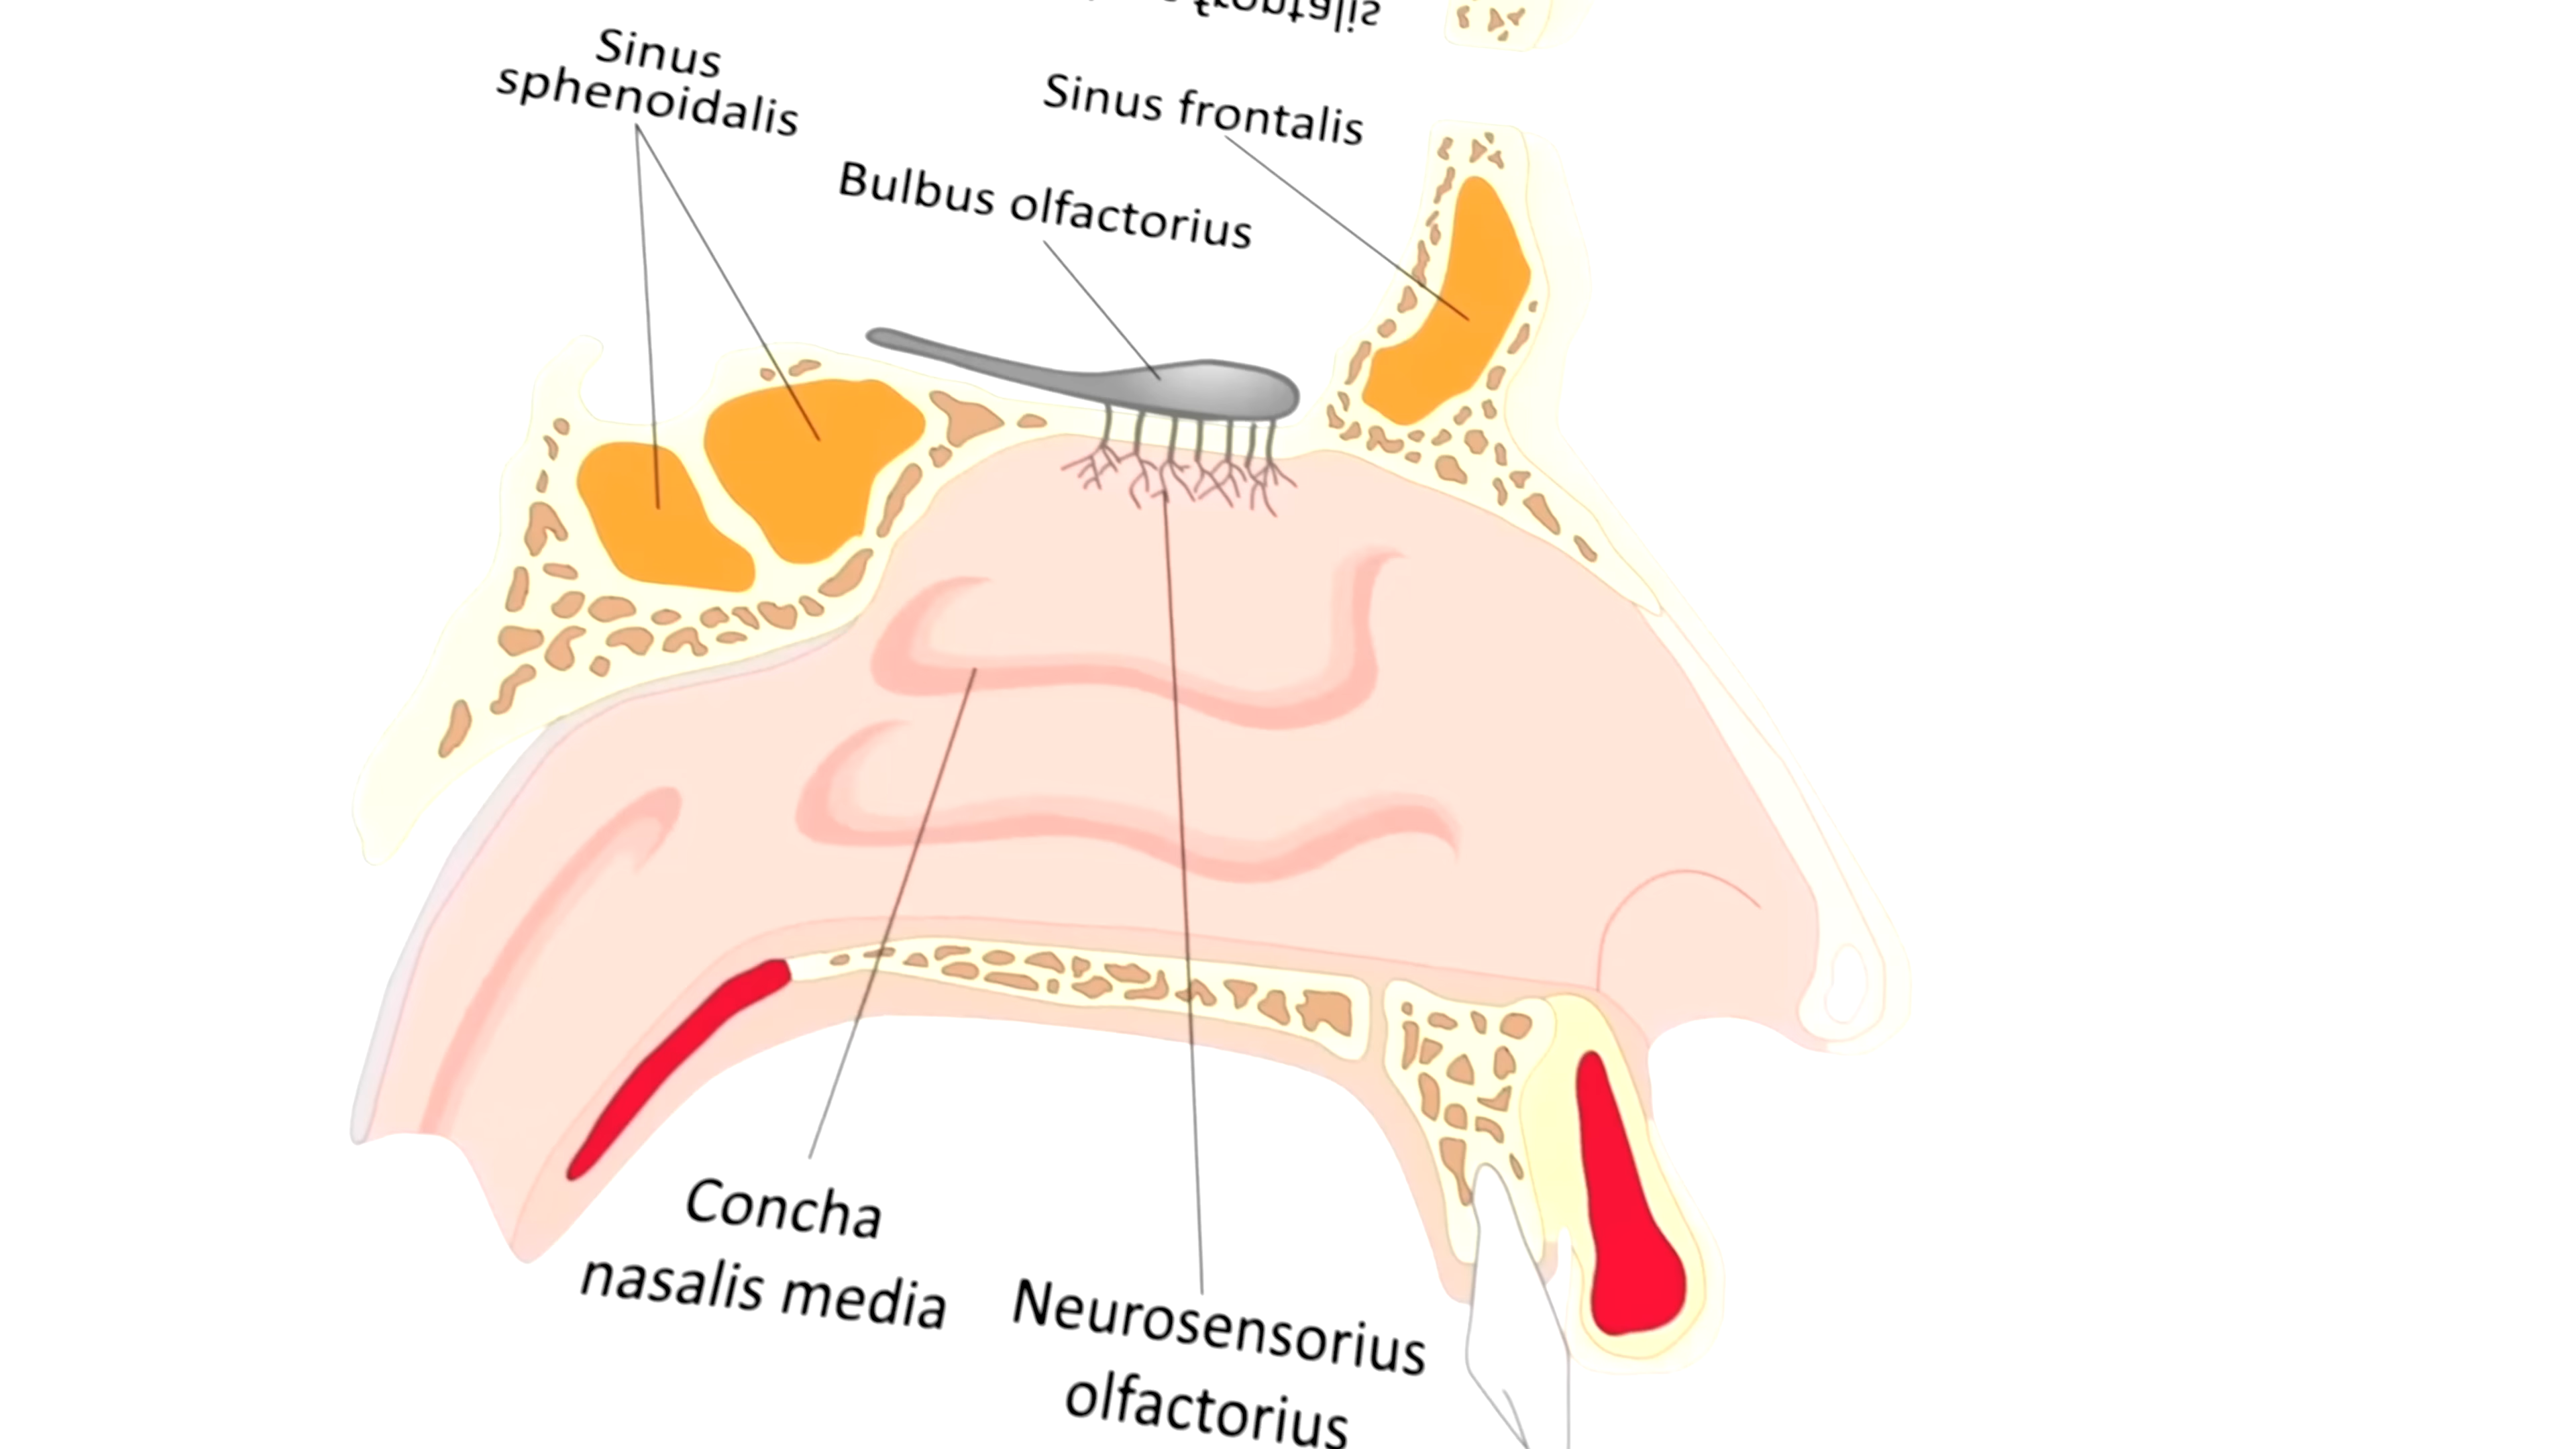 Sinus
sphenoidalis
Sinus frontalis
Bulbus olfactorius
Concha
nasalis media
Neurosensorius
olfactorius